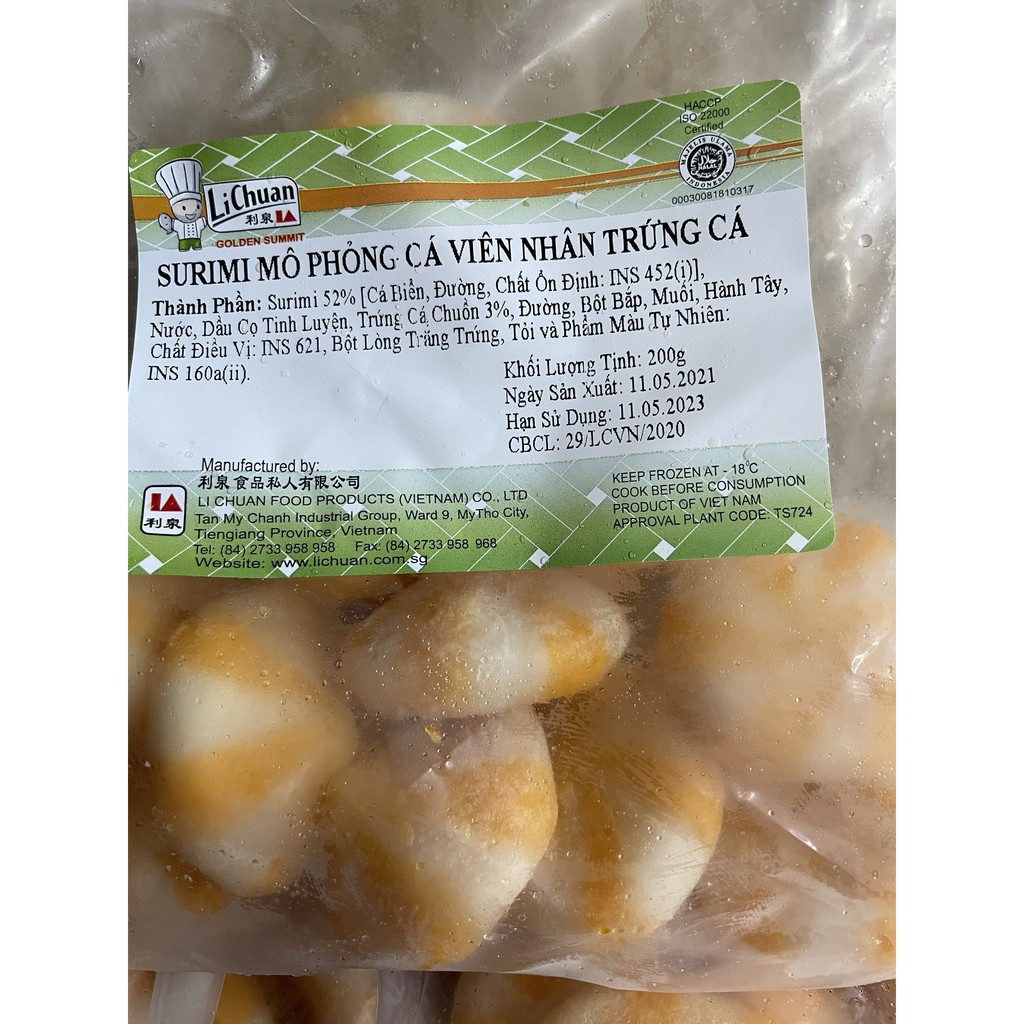 HACCP
ISO 22000
Certified
MAJELIS ULAMA
HALAL
INDONESIA
00030081810317
LiChuan
利泉
GOLDEN SUMMIT
SURIMI MÔ PHỎNG CÁ VIÊN NHÂN TRỨNG CÁ
Thành Phần: Surimi 52% [Cá Biển, Đường, Chất Ổn Định: INS 452(i)],
Nước, Dầu Cọ Tinh Luyện, Trứng Cá Chuồn 3%, Đường, Bột Bắp, Muối, Hành Tây,
Chất Điều Vị: INS 621, Bột Lòng Trắng Trứng, Tỏi và Phẩm Màu Tự Nhiên:
INS 160a(ii).
Khối Lượng Tịnh: 200g
Ngày Sản Xuất: 11.05.2021
Hạn Sử Dụng: 11.05.2023
CBCL: 29/LCVN/2020
Manufactured by:
利泉食品私人有限公司
LI CHUAN FOOD PRODUCTS (VIETNAM) CO., LTD
Tan My Chanh Industrial Group, Ward 9, MyTho City,
Tiengiang Province, Vietnam
Tel: (84) 2733 958 958 Fax: (84) 2733 958 968
Website: www.lichuan.com.sg
利泉
KEEP FROZEN AT - 18°C
COOK BEFORE CONSUMPTION
PRODUCT OF VIET NAM
APPROVAL PLANT CODE: TS724